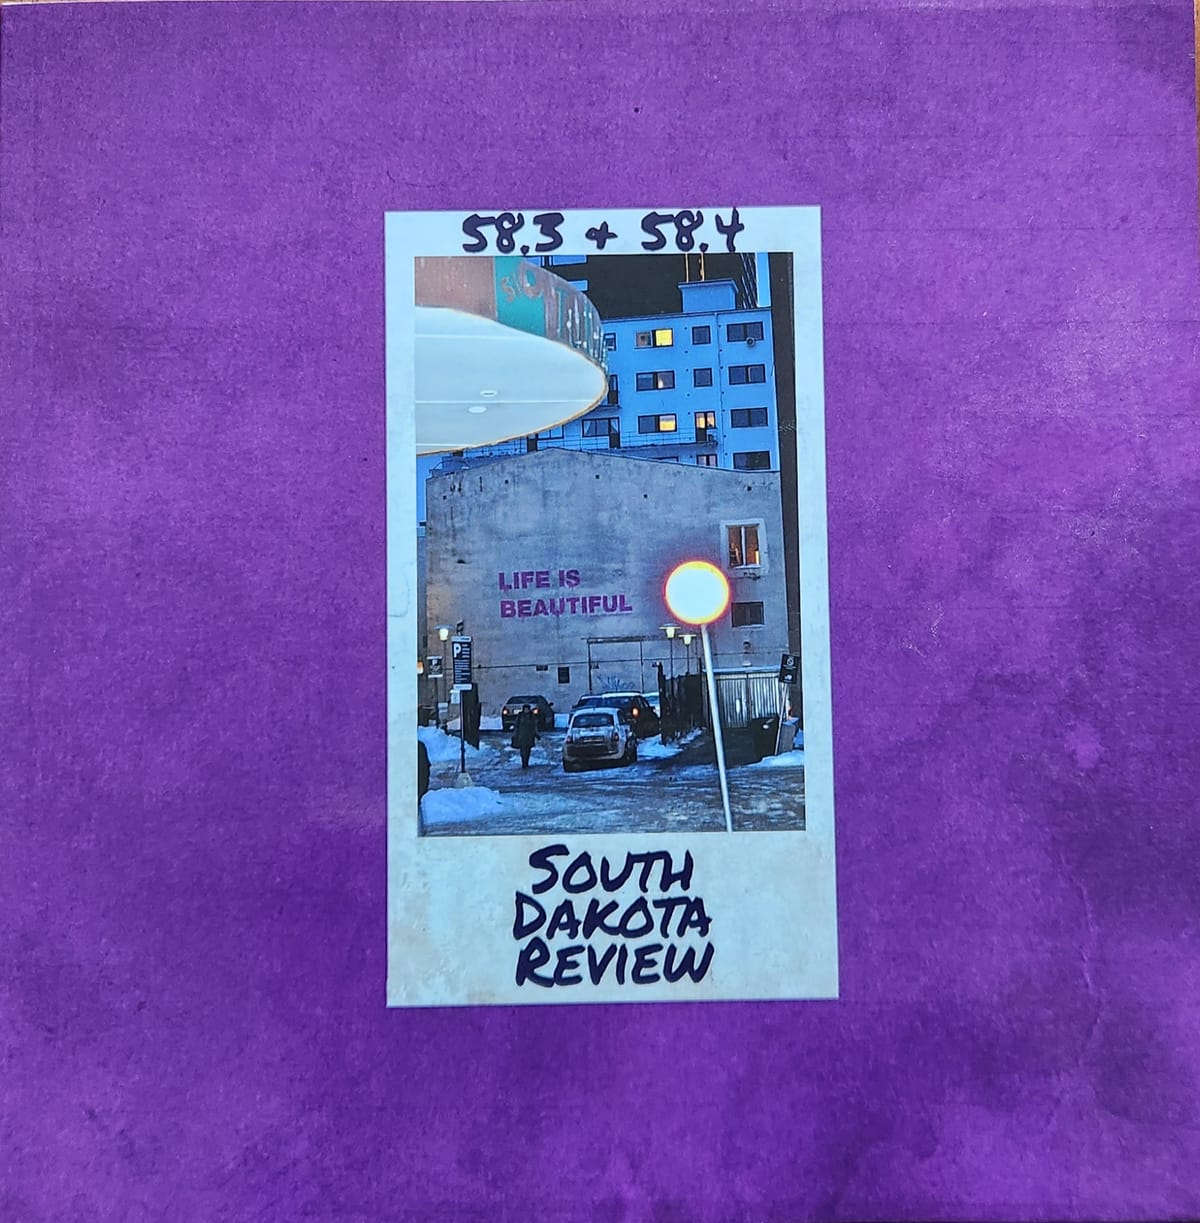 58.3 & 58.4
LIFE IS
BEAUTIFUL
P
SOUTH
DAKOTA
REVIEW